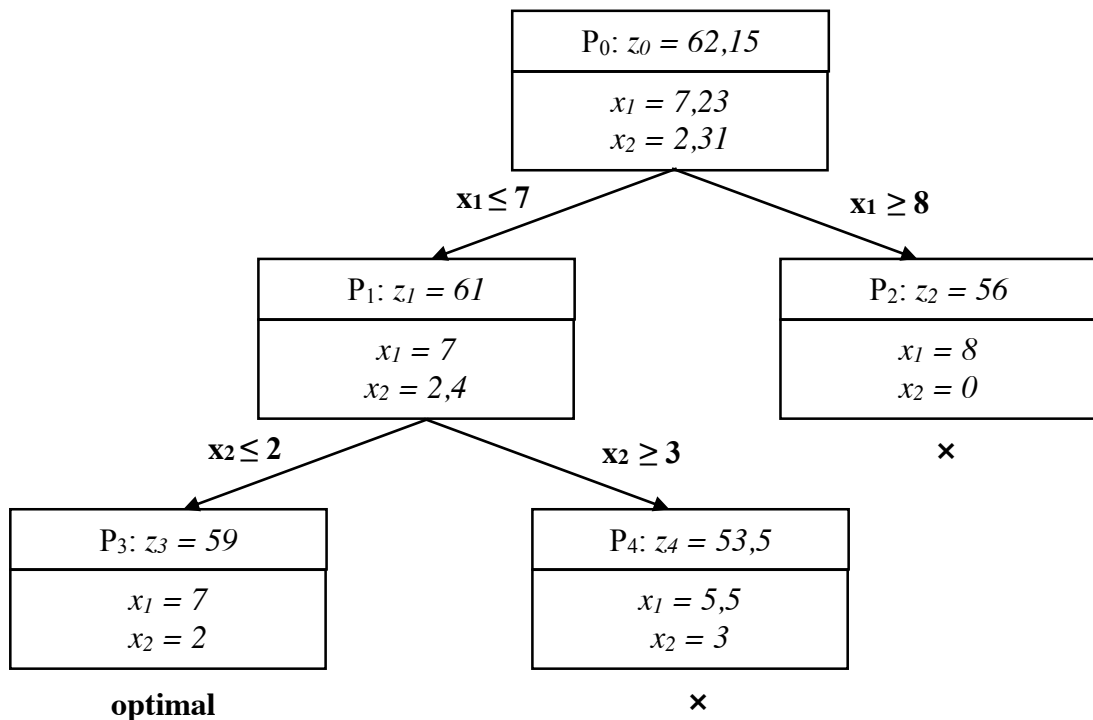 P₀: z₀ = 62,15
x₁ = 7,23
x₂ = 2,31
x₁ ≤ 7
x₁ ≥ 8
P₁: z₁ = 61
x₁ = 7
x₂ = 2,4
P₂: z₂ = 56
x₁ = 8
x₂ = 0
x₂ ≤ 2
x₂ ≥ 3
×
P₃: z₃ = 59
x₁ = 7
x₂ = 2
P₄: z₄ = 53,5
x₁ = 5,5
x₂ = 3
optimal
×